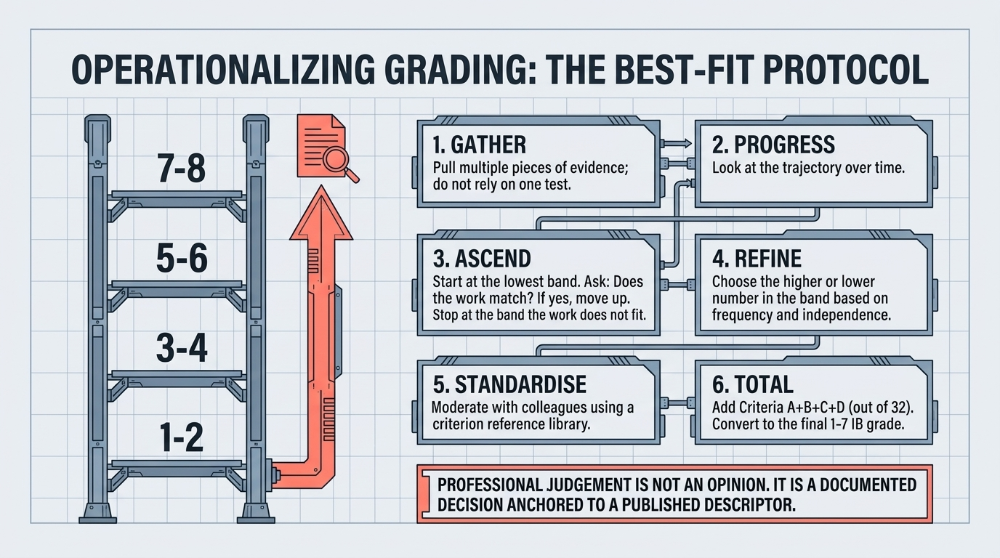 OPERATIONALIZING GRADING: THE BEST-FIT PROTOCOL
7-8
5-6
3-4
1-2
1. GATHER
Pull multiple pieces of evidence;
do not rely on one test.
2. PROGRESS
Look at the trajectory over time.
3. ASCEND
Start at the lowest band. Ask: Does
the work match? If yes, move up.
Stop at the band the work does not fit.
4. REFINE
Choose the higher or lower
number in the band based on
frequency and independence.
5. STANDARDISE
Moderate with colleagues using a
criterion reference library.
6. TOTAL
Add Criteria A+B+C+D (out of 32).
Convert to the final 1-7 IB grade.
PROFESSIONAL JUDGEMENT IS NOT AN OPINION. IT IS A DOCUMENTED
DECISION ANCHORED TO A PUBLISHED DESCRIPTOR.